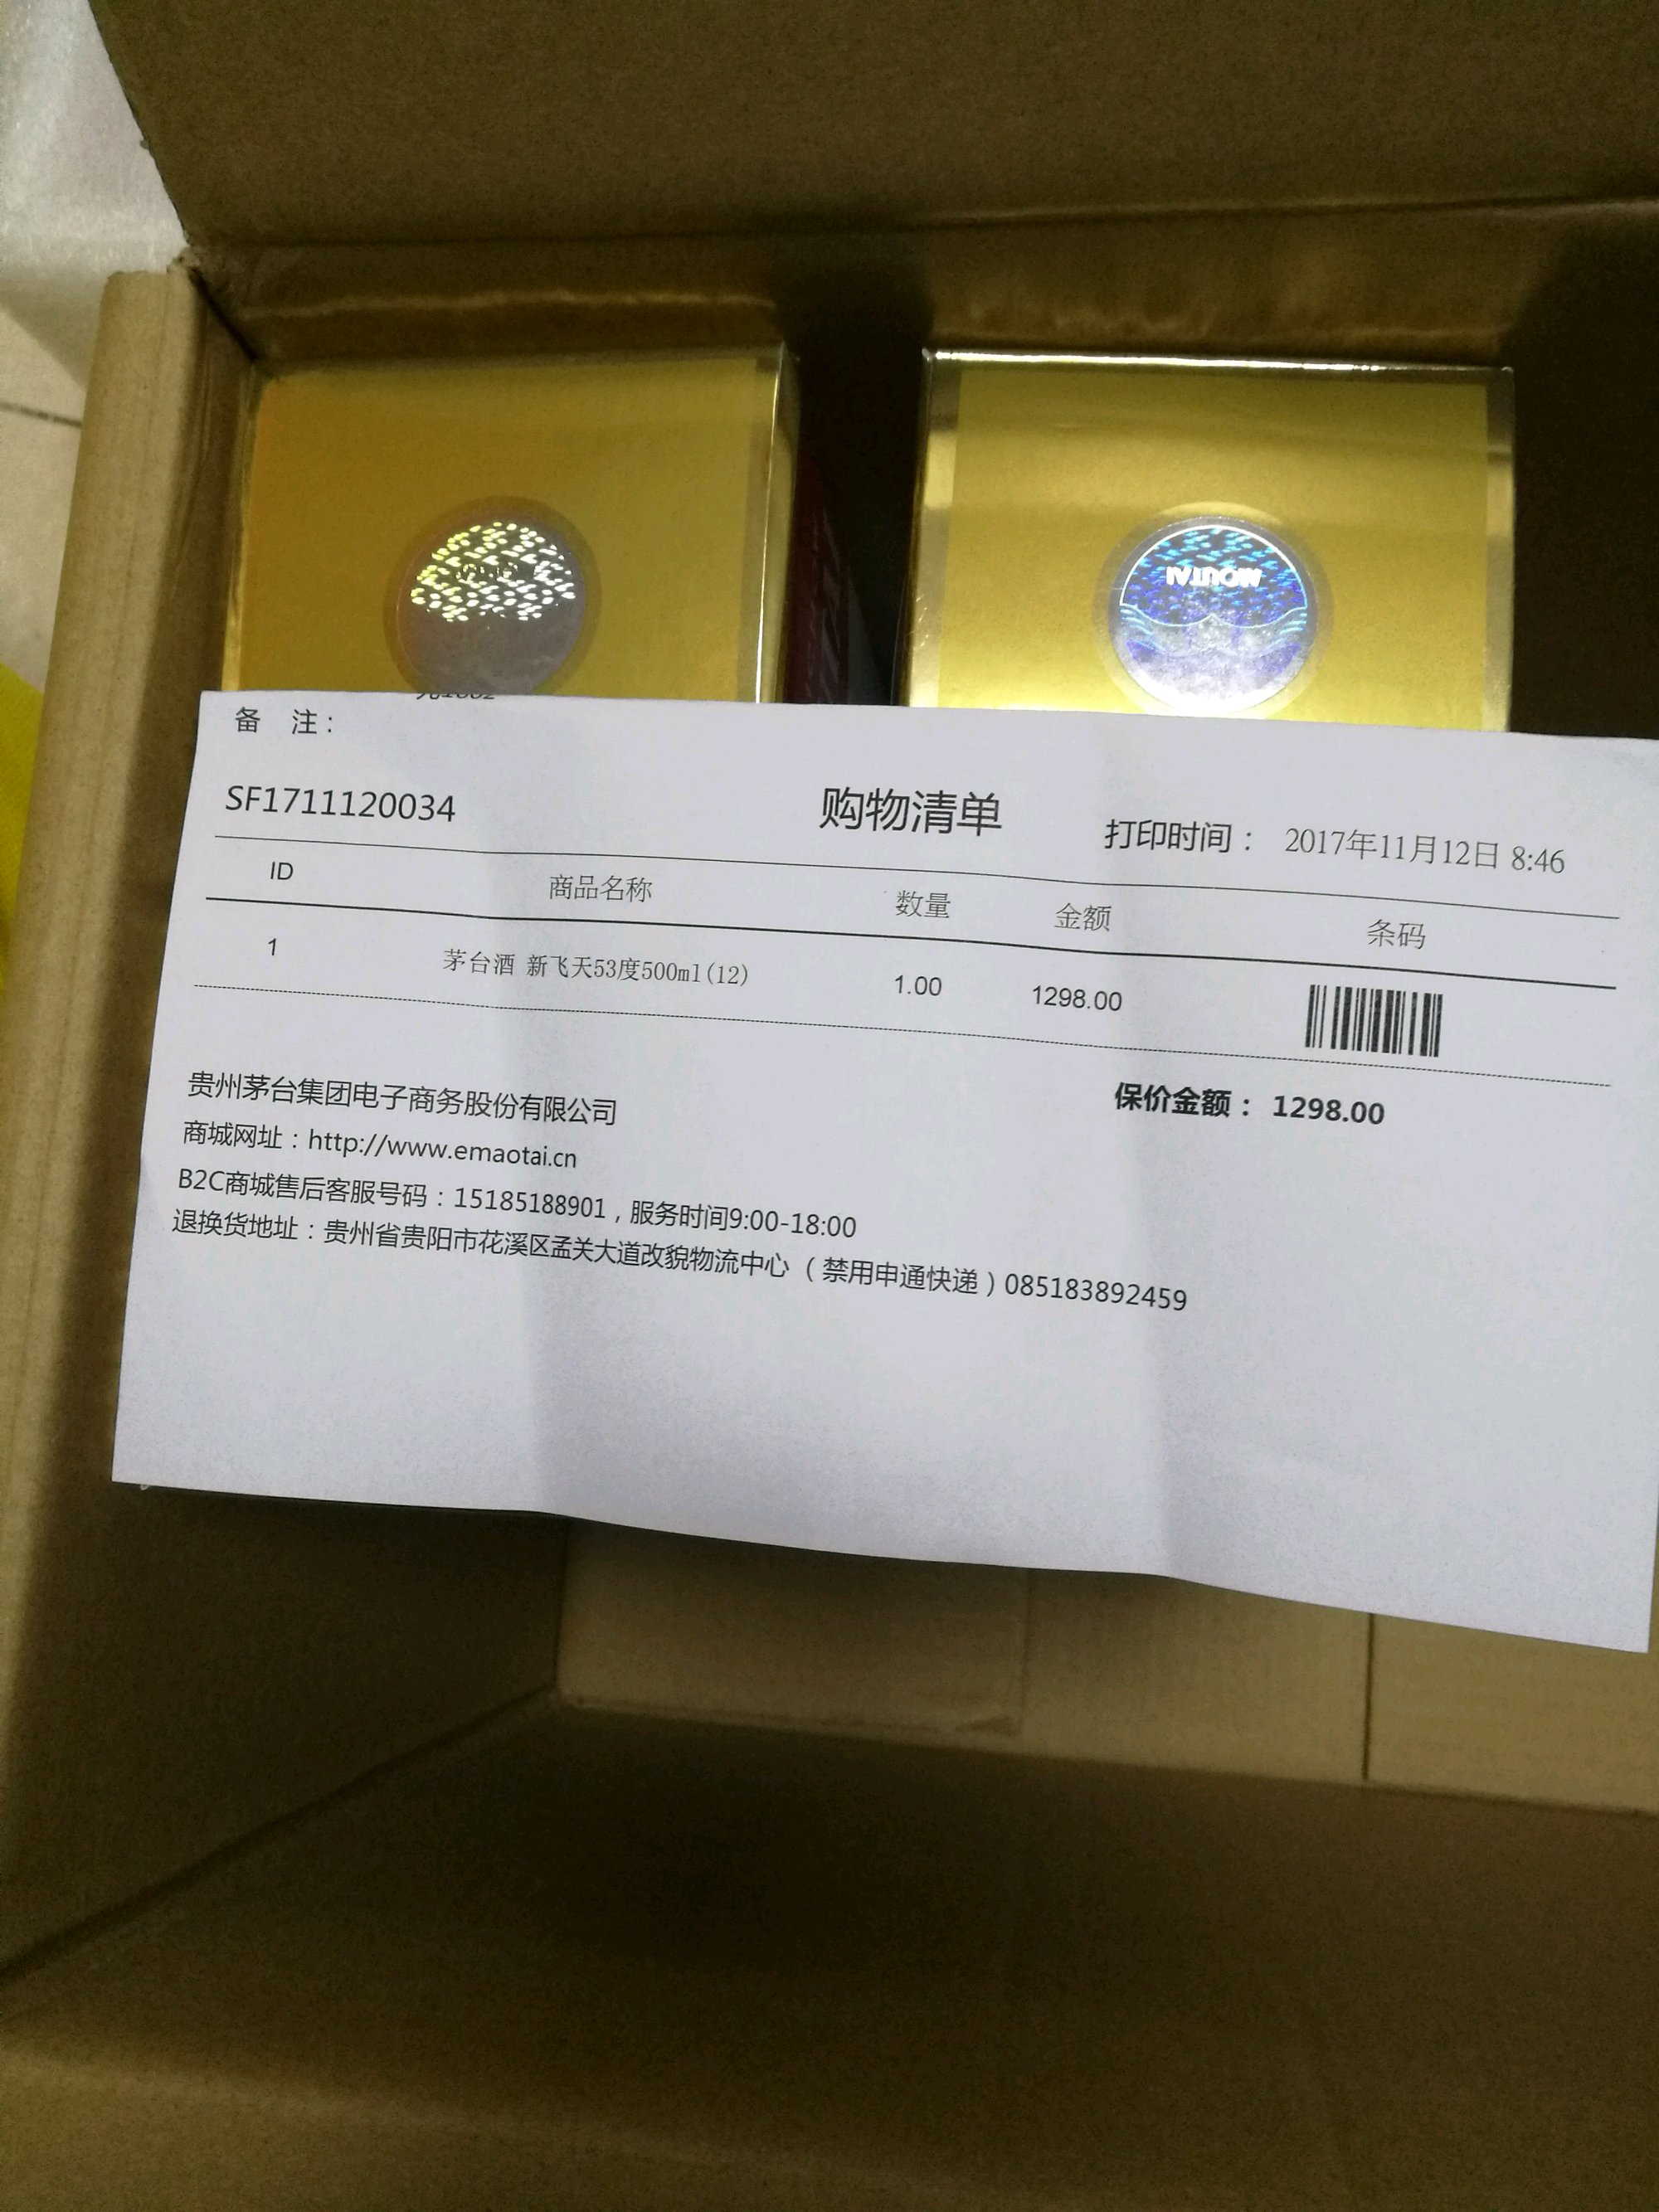 MOUTAI
备 注：
SF1711120034
购物清单
打印时间： 2017年11月12日 8:46
ID 商品名称 数量 金额 条码
1 茅台酒 新飞天53度500ml(12) 1.00 1298.00
保价金额： 1298.00
贵州茅台集团电子商务股份有限公司
商城网址：http://www.emaotai.cn
B2C商城售后客服号码：15185188901，服务时间9:00-18:00
退换货地址：贵州省贵阳市花溪区孟关大道改貌物流中心（禁用申通快递）085183892459